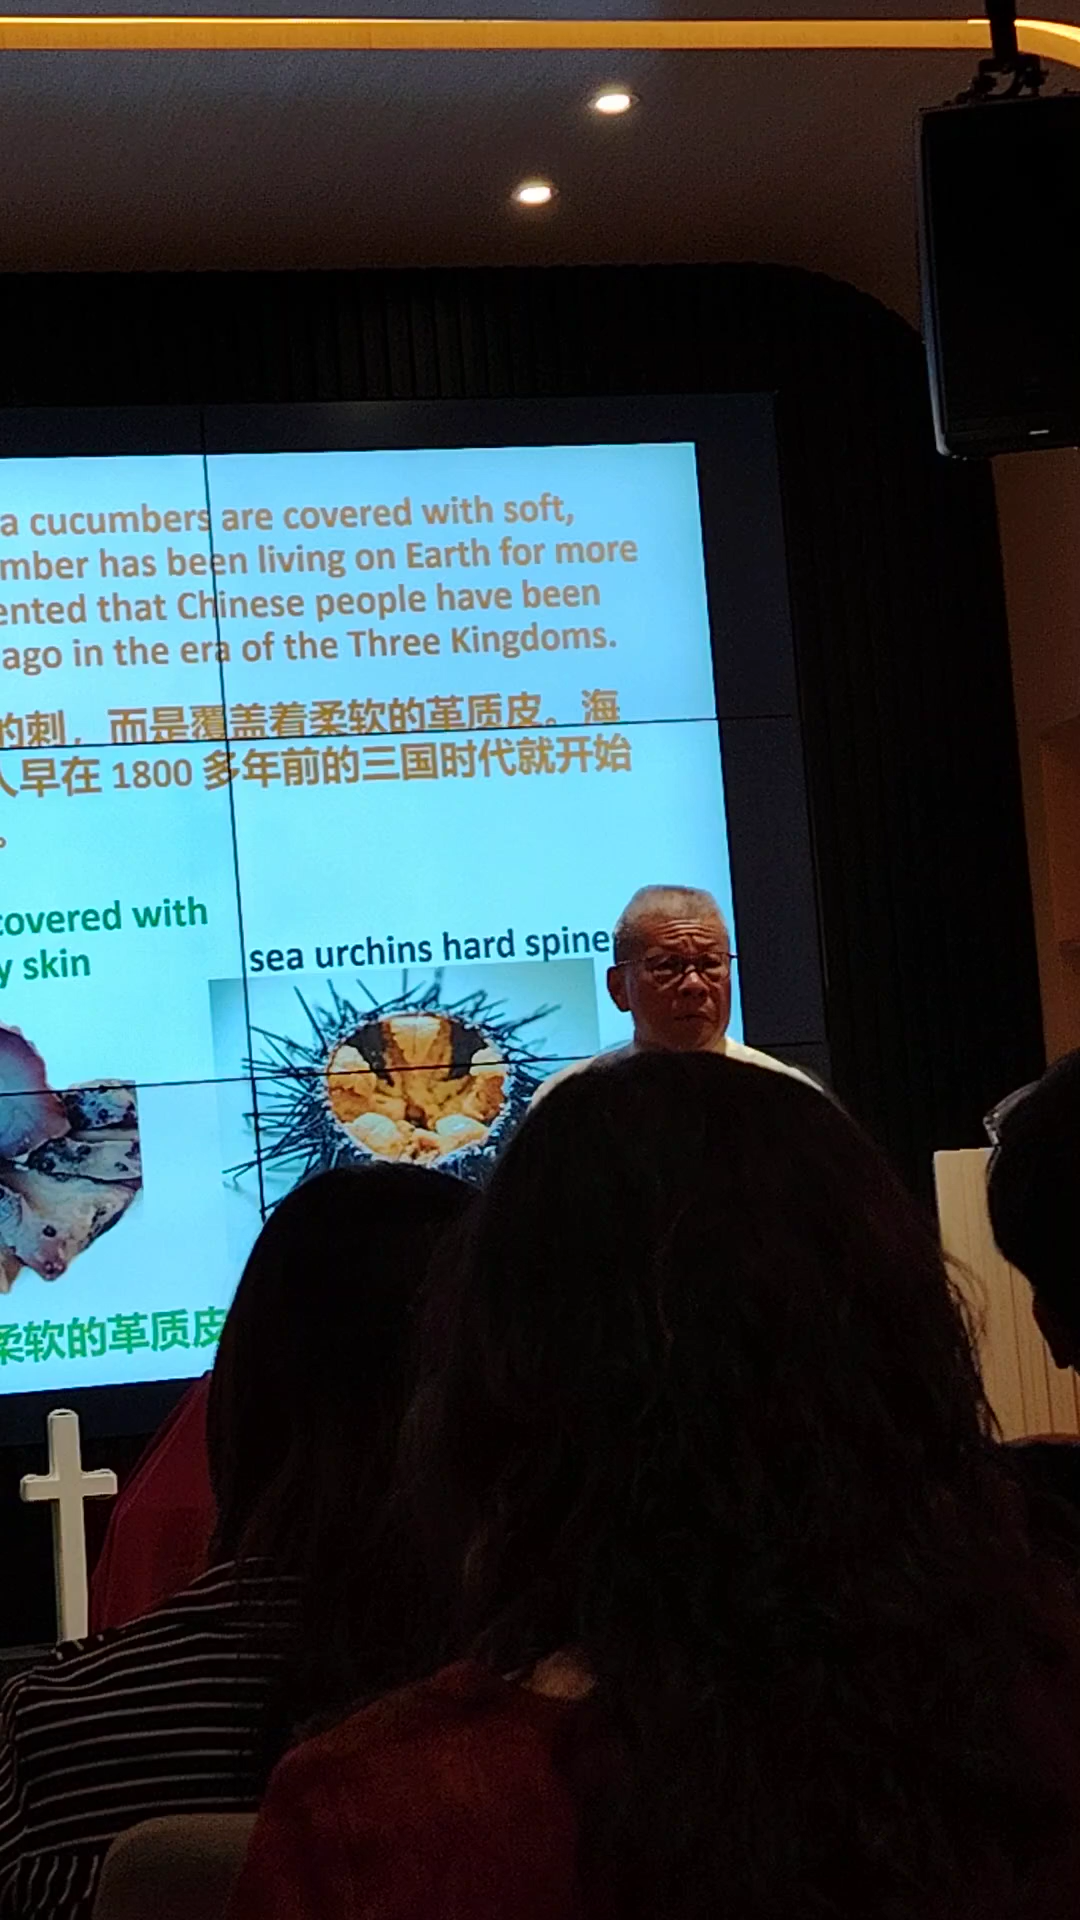 a cucumbers are covered with soft,
mber has been living on Earth for more
ented that Chinese people have been
ago in the era of the Three Kingdoms.
的刺，而是覆盖着柔软的革质皮。海
人早在 1800 多年前的三国时代就开始
。
covered with
y skin
sea urchins hard spine
柔软的革质皮